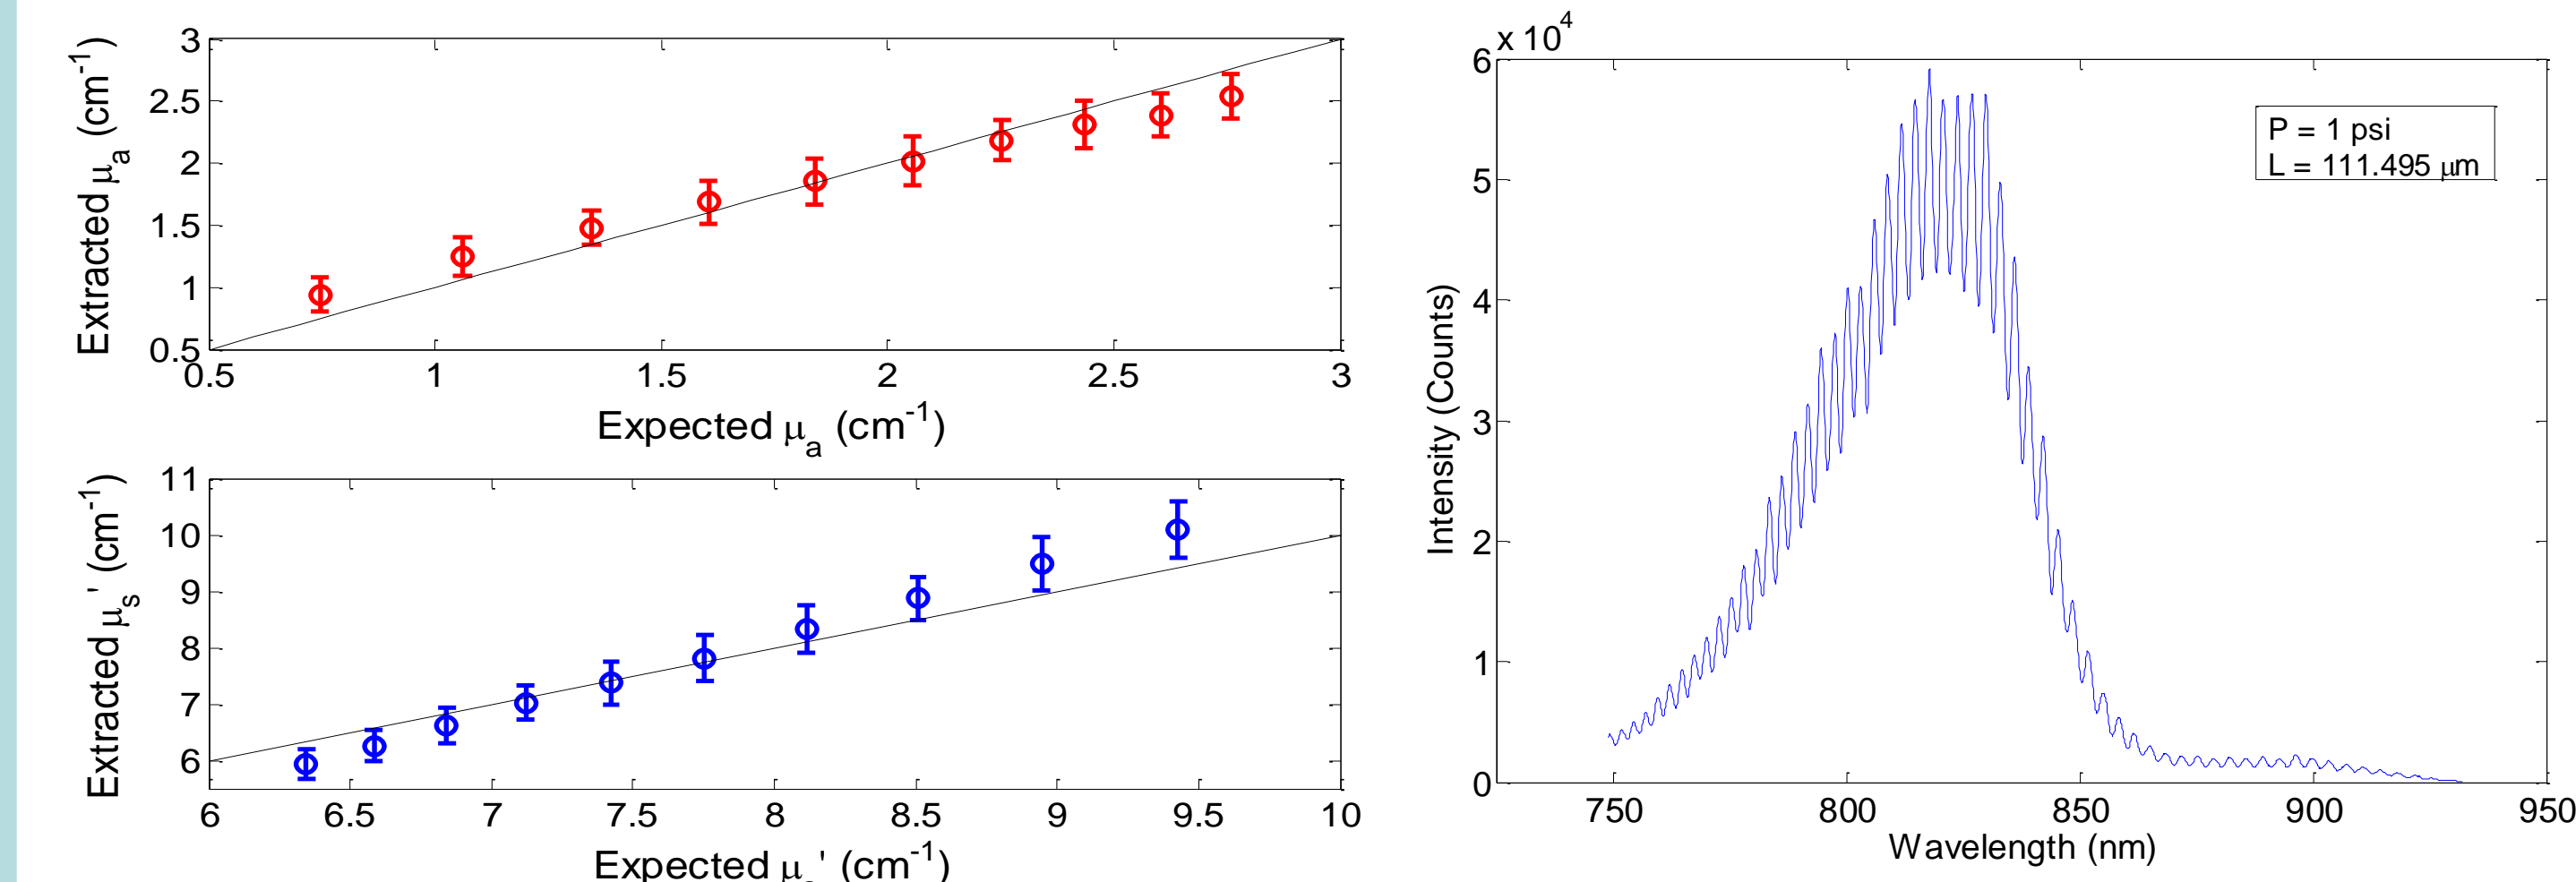 3
2.5
2
1.5
1
0.5
Extracted μa (cm-1)
0.5 1 1.5 2 2.5 3
Expected μa (cm-1)
11
10
9
8
7
6
Extracted μs' (cm-1)
6 6.5 7 7.5 8 8.5 9 9.5 10
Expected μs' (cm-1)
x 10^4
6
5
4
3
2
1
0
Intensity (Counts)
P = 1 psi
L = 111.495 μm
750 800 850 900 950
Wavelength (nm)